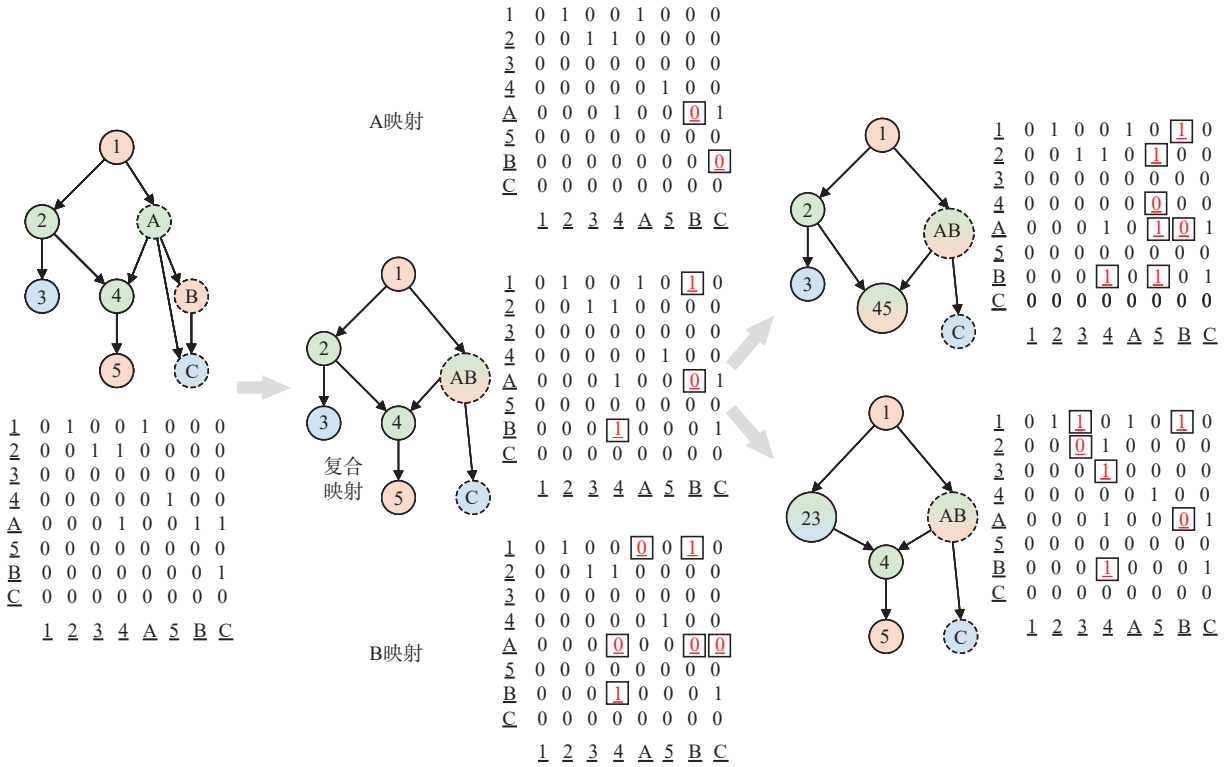 1
2 A
3 4 B
5 C
1 0 1 0 0 1 0 0 0
2 0 0 1 1 0 0 0 0
3 0 0 0 0 0 0 0 0
4 0 0 0 0 0 1 0 0
A 0 0 0 1 0 0 1 1
5 0 0 0 0 0 0 0 0
B 0 0 0 0 0 0 0 1
C 0 0 0 0 0 0 0 0
1 2 3 4 A 5 B C
A映射
1 0 1 0 0 1 0 0 0
2 0 0 1 1 0 0 0 0
3 0 0 0 0 0 0 0 0
4 0 0 0 0 0 1 0 0
A 0 0 0 1 0 0 0 1
5 0 0 0 0 0 0 0 0
B 0 0 0 0 0 0 0 0
C 0 0 0 0 0 0 0 0
1 2 3 4 A 5 B C
1
2 AB
3 4
复合
映射
5 C
1 0 1 0 0 1 0 1 0
2 0 0 1 1 0 0 0 0
3 0 0 0 0 0 0 0 0
4 0 0 0 0 0 1 0 0
A 0 0 0 1 0 0 0 1
5 0 0 0 0 0 0 0 0
B 0 0 0 1 0 0 0 1
C 0 0 0 0 0 0 0 0
1 2 3 4 A 5 B C
B映射
1 0 1 0 0 0 0 1 0
2 0 0 1 1 0 0 0 0
3 0 0 0 0 0 0 0 0
4 0 0 0 0 0 1 0 0
A 0 0 0 0 0 0 0 0
5 0 0 0 0 0 0 0 0
B 0 0 0 1 0 0 0 1
C 0 0 0 0 0 0 0 0
1 2 3 4 A 5 B C
1
2 AB
3 45 C
1 0 1 0 0 1 0 1 0
2 0 0 1 1 0 1 0 0
3 0 0 0 0 0 0 0 0
4 0 0 0 0 0 0 0 0
A 0 0 0 1 0 1 0 1
5 0 0 0 0 0 0 0 0
B 0 0 0 1 0 1 0 1
C 0 0 0 0 0 0 0 0
1 2 3 4 A 5 B C
1
23 AB
4
5 C
1 0 1 1 0 1 0 1 0
2 0 0 0 1 0 0 0 0
3 0 0 0 1 0 0 0 0
4 0 0 0 0 0 1 0 0
A 0 0 0 1 0 0 0 1
5 0 0 0 0 0 0 0 0
B 0 0 0 1 0 0 0 1
C 0 0 0 0 0 0 0 0
1 2 3 4 A 5 B C